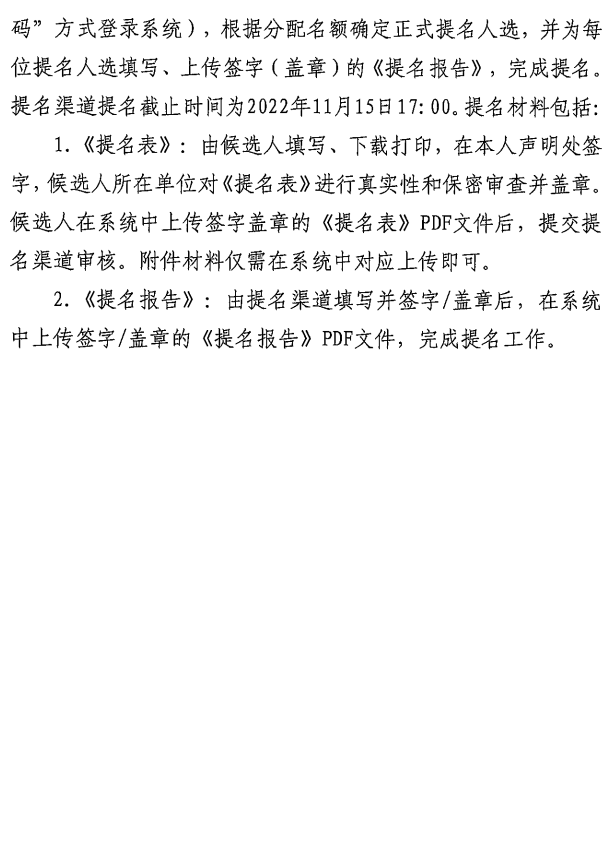 码”方式登录系统），根据分配名额确定正式提名人选，并为每
位提名人选填写、上传签字（盖章）的《提名报告》，完成提名。
提名渠道提名截止时间为2022年11月15日17:00。提名材料包括：
1.《提名表》：由候选人填写、下载打印，在本人声明处签
字，候选人所在单位对《提名表》进行真实性和保密审查并盖章。
候选人在系统中上传签字盖章的《提名表》PDF文件后，提交提
名渠道审核。附件材料仅需在系统中对应上传即可。
2.《提名报告》：由提名渠道填写并签字/盖章后，在系统
中上传签字/盖章的《提名报告》PDF文件，完成提名工作。